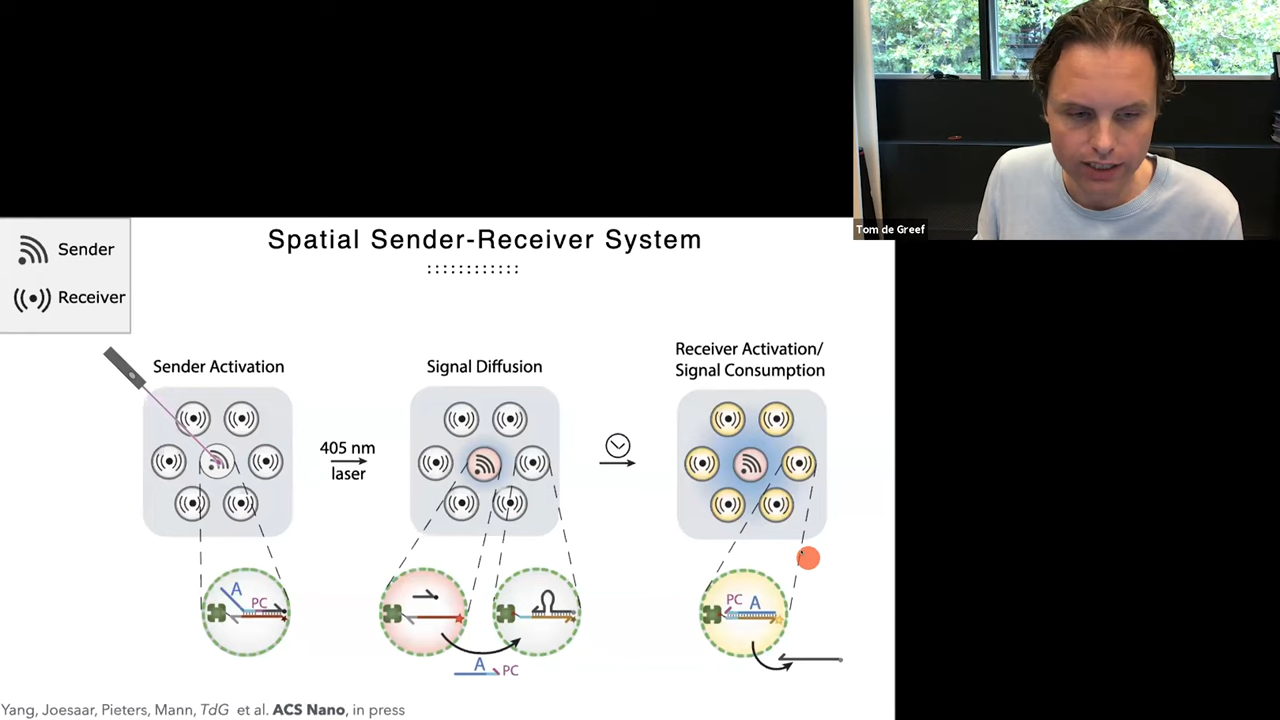 Tom de Greef
Sender
Receiver
Spatial Sender-Receiver System
Sender Activation
Signal Diffusion
Receiver Activation/
Signal Consumption
405 nm
laser
A
PC
A
PC
PC
A
Yang, Joesaar, Pieters, Mann, TdG et al. ACS Nano, in press